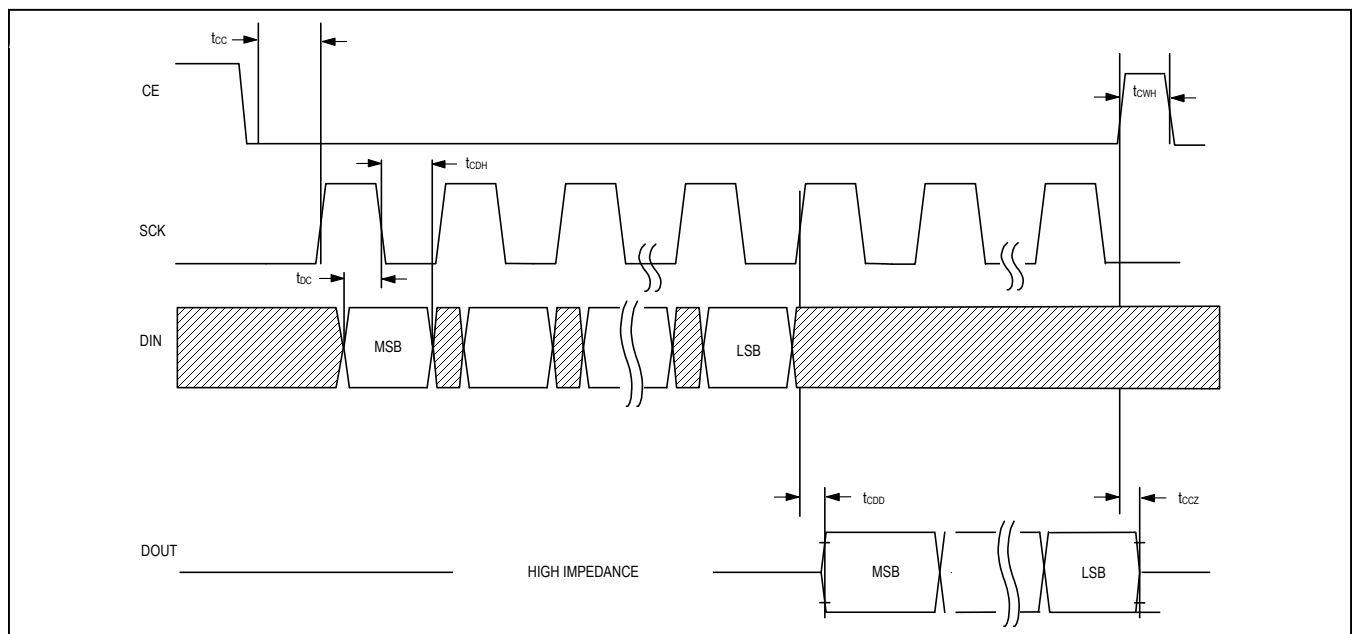 tCC
CE
tCWH
tCDH
SCK
tDC
DIN
MSB
LSB
tCDD
tCCZ
DOUT
HIGH IMPEDANCE
MSB
LSB